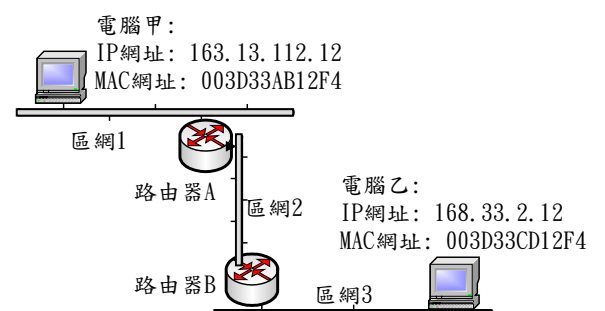 電腦甲:
IP網址: 163.13.112.12
MAC網址: 003D33AB12F4
區網1
路由器A
區網2
電腦乙:
IP網址: 168.33.2.12
MAC網址: 003D33CD12F4
路由器B
區網3